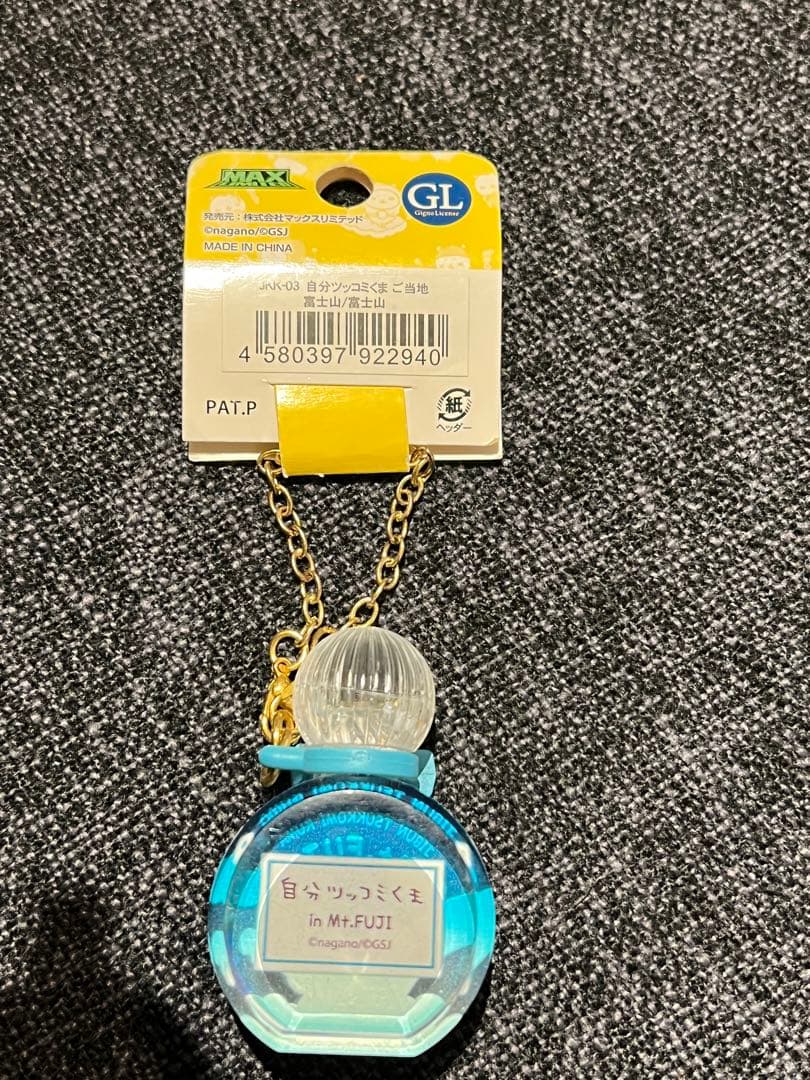 MAX
LIMITED
GL
Gigno License
発売元：株式会社マックスリミテッド
©nagano/©GSJ
MADE IN CHINA
JKK-03 自分ツッコミくま ご当地
富士山/富士山
4 580397 922940
PAT.P
紙
ヘッダー
自分ツッコミくま
in Mt.FUJI
©nagano/©GSJ